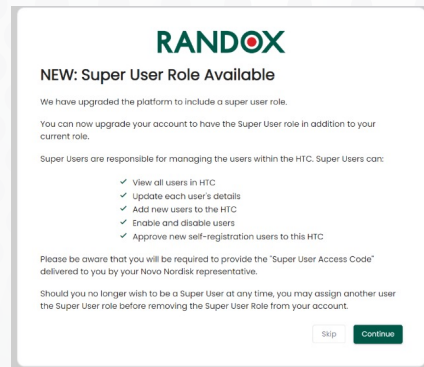 RANDOX
NEW: Super User Role Available
We have upgraded the platform to include a super user role.
You can now upgrade your account to have the Super User role in addition to your
current role.
Super Users are responsible for managing the users within the HTC. Super Users can:
✓ View all users in HTC
✓ Update each user's details
✓ Add new users to the HTC
✓ Enable and disable users
✓ Approve new self-registration users to this HTC
Please be aware that you will be required to provide the "Super User Access Code"
delivered to you by your Novo Nordisk representative.
Should you no longer wish to be a Super User at any time, you may assign another user
the Super User role before removing the Super User Role from your account.
Skip Continue